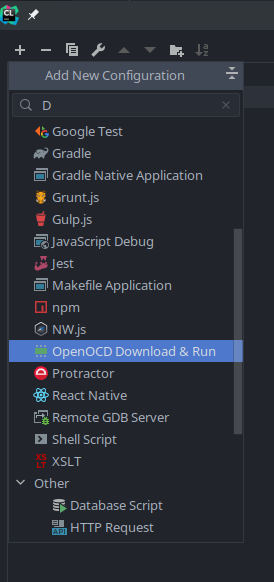 CL
Add New Configuration
D
Google Test
Gradle
Gradle Native Application
Grunt.js
Gulp.js
JavaScript Debug
Jest
Makefile Application
npm
NW.js
OpenOCD Download & Run
Protractor
React Native
Remote GDB Server
Shell Script
XSLT
Other
Database Script
HTTP Request